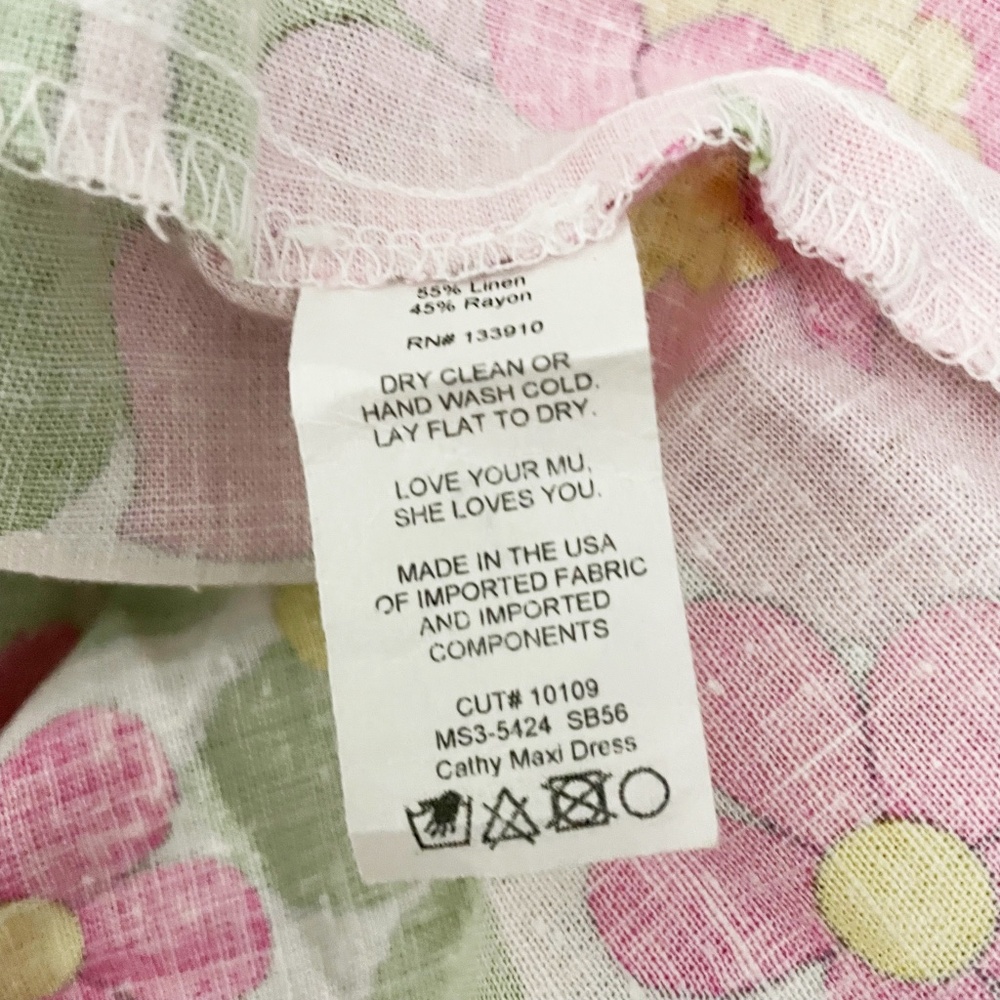 55% Linen
45% Rayon
RN# 133910
DRY CLEAN OR
HAND WASH COLD.
LAY FLAT TO DRY.
LOVE YOUR MU,
SHE LOVES YOU.
MADE IN THE USA
OF IMPORTED FABRIC
AND IMPORTED
COMPONENTS
CUT# 10109
MS3-5424 SB56
Cathy Maxi Dress